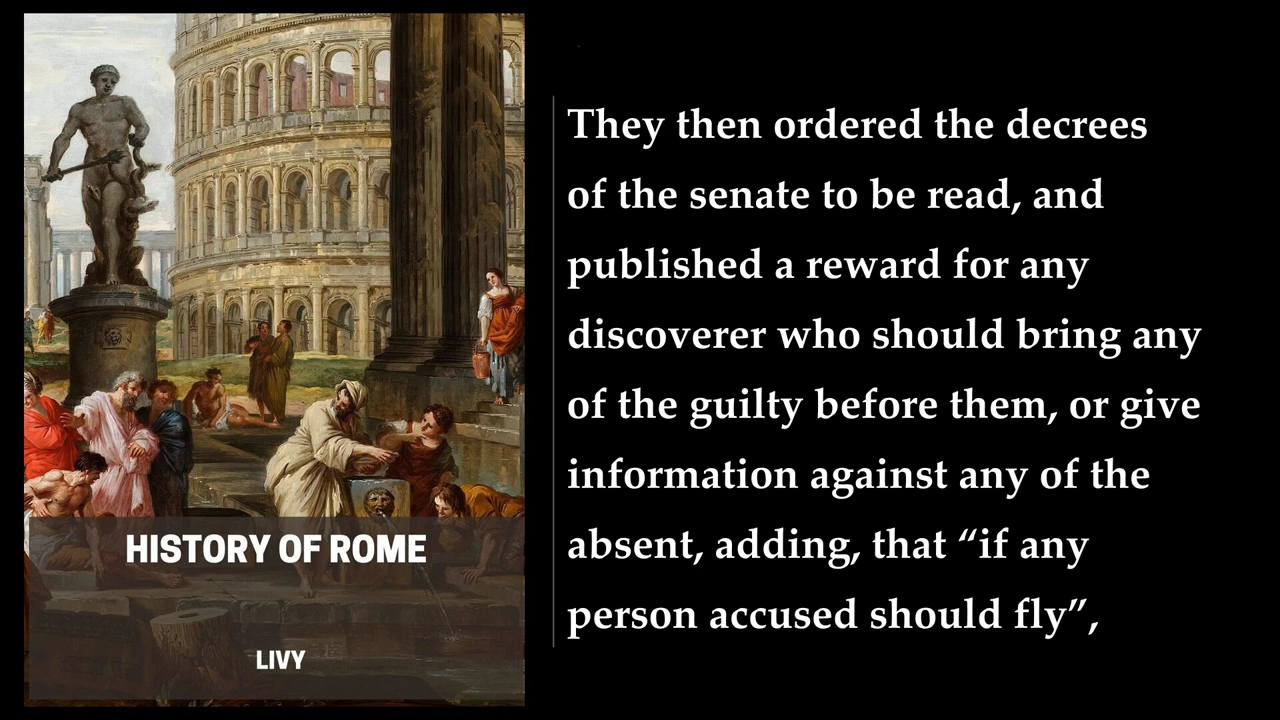 HISTORY OF ROME
LIVY
They then ordered the decrees
of the senate to be read, and
published a reward for any
discoverer who should bring any
of the guilty before them, or give
information against any of the
absent, adding, that “if any
person accused should fly”,